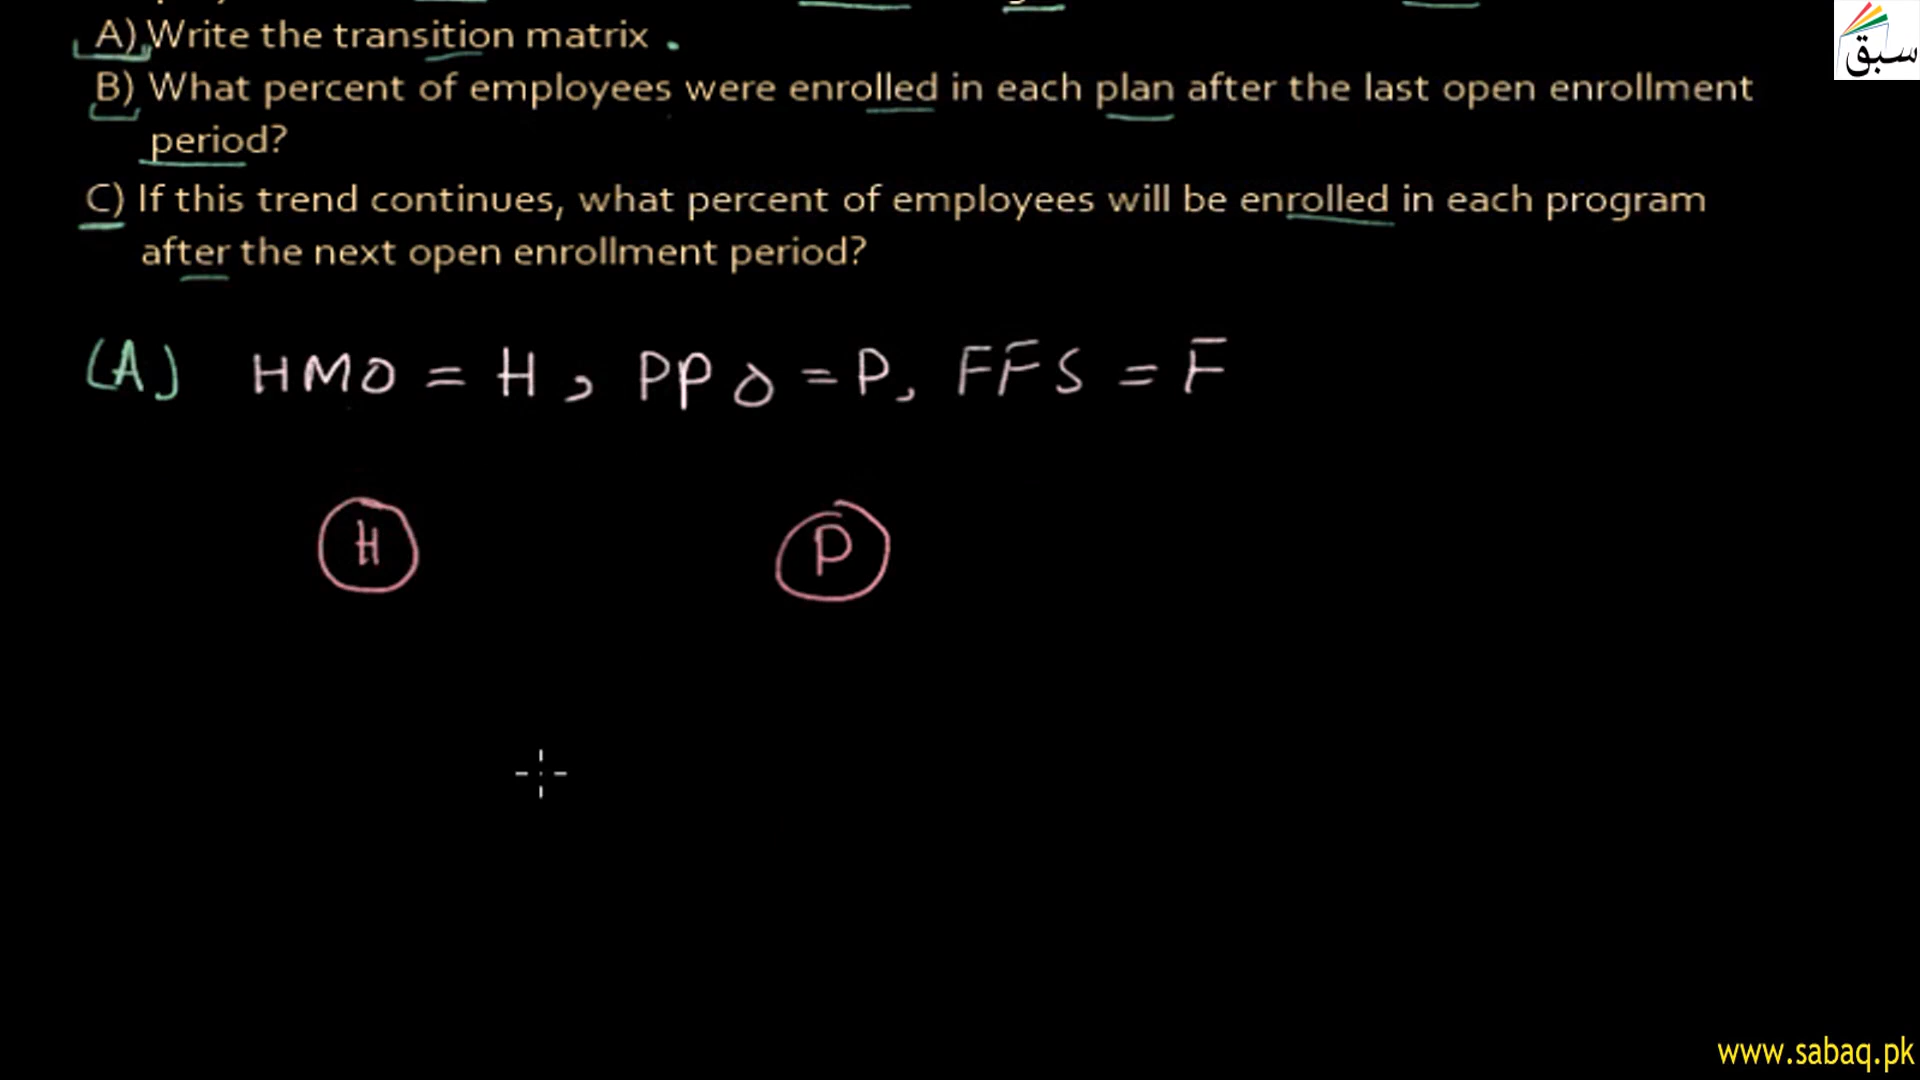 A) Write the transition matrix
سبق
B) What percent of employees were enrolled in each plan after the last open enrollment
period?
C) If this trend continues, what percent of employees will be enrolled in each program
after the next open enrollment period?
(A) HMO = H, PPO = P, FFS = F
H P
www.sabaq.pk